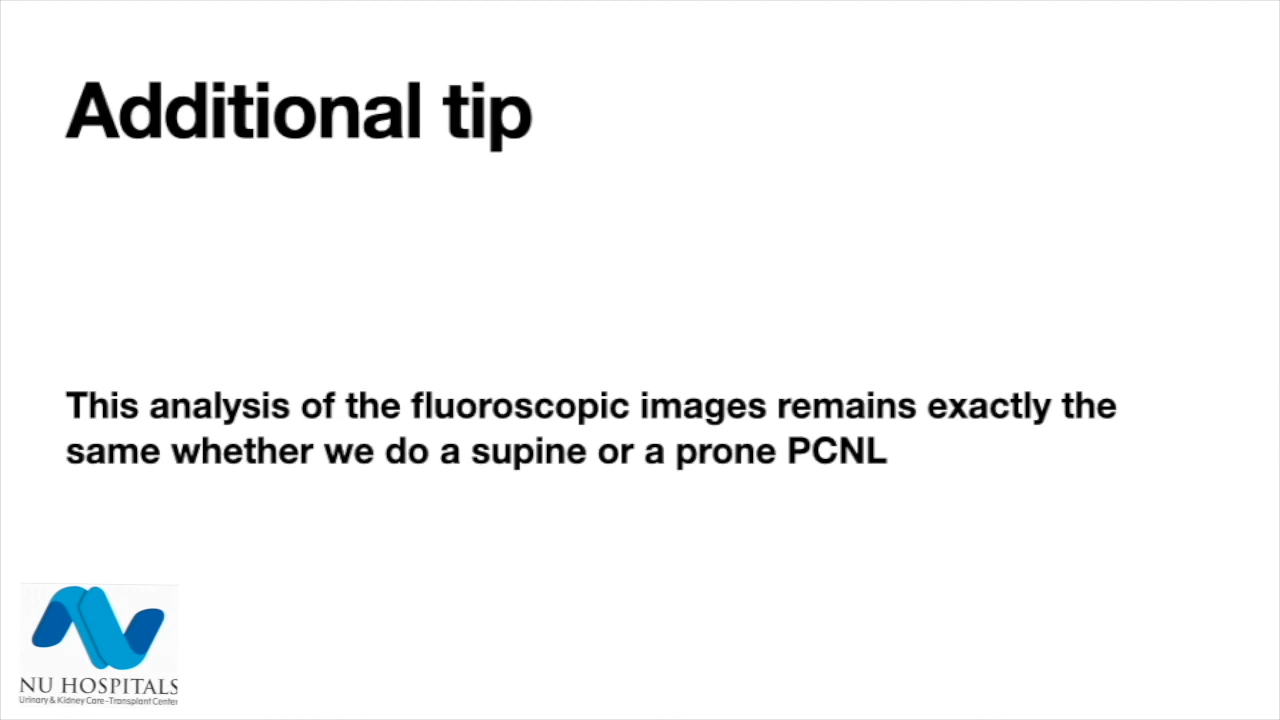 Additional tip
This analysis of the fluoroscopic images remains exactly the
same whether we do a supine or a prone PCNL
NU HOSPITALS
Urinary & Kidney Care-Transplant Center